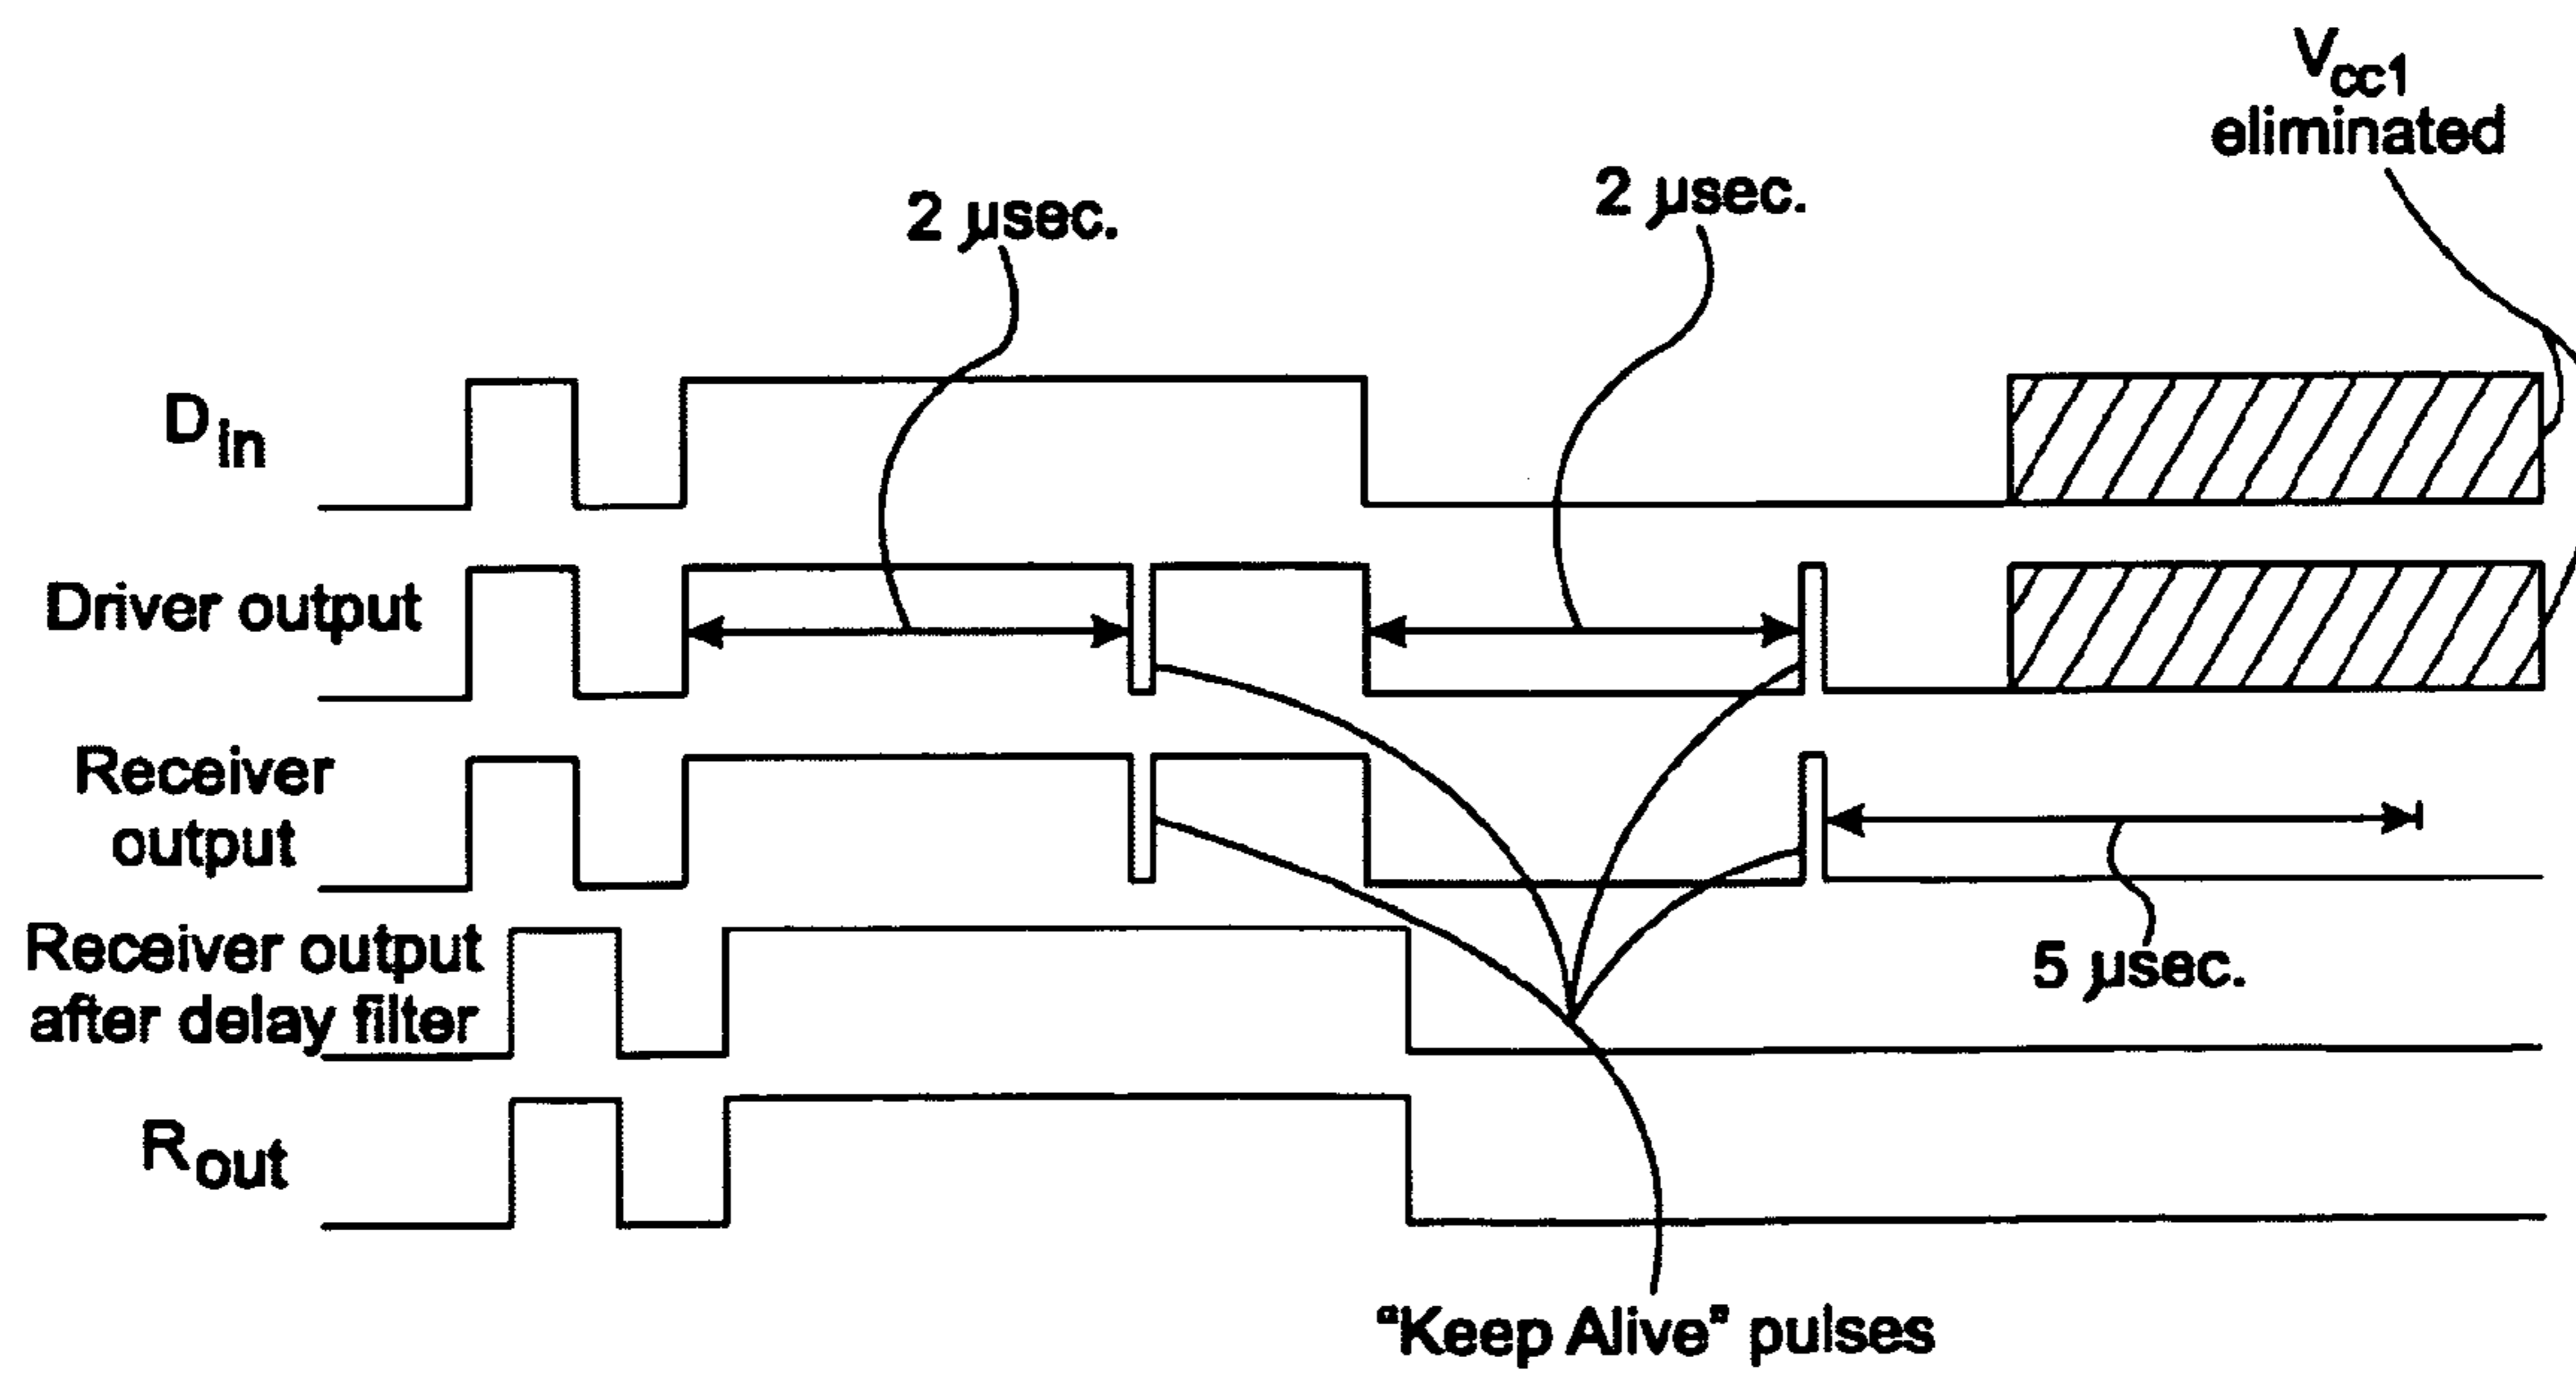 Vcc1
eliminated
2 µsec.
2 µsec.
Din
Driver output
Receiver
output
5 µsec.
Receiver output
after delay filter
Rout
"Keep Alive" pulses